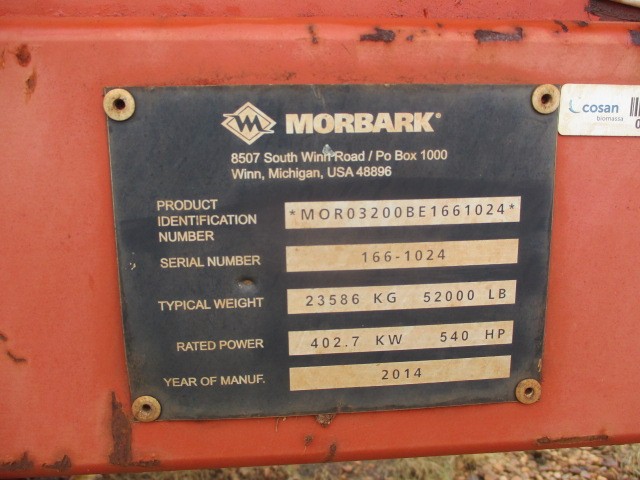 MORBARK®
8507 South Winn Road / Po Box 1000
Winn, Michigan, USA 48896
PRODUCT
IDENTIFICATION
NUMBER
*MOR03200BE1661024*
SERIAL NUMBER
166-1024
TYPICAL WEIGHT
23586 KG 52000 LB
RATED POWER
402.7 KW 540 HP
YEAR OF MANUF.
2014
cosan
biomassa